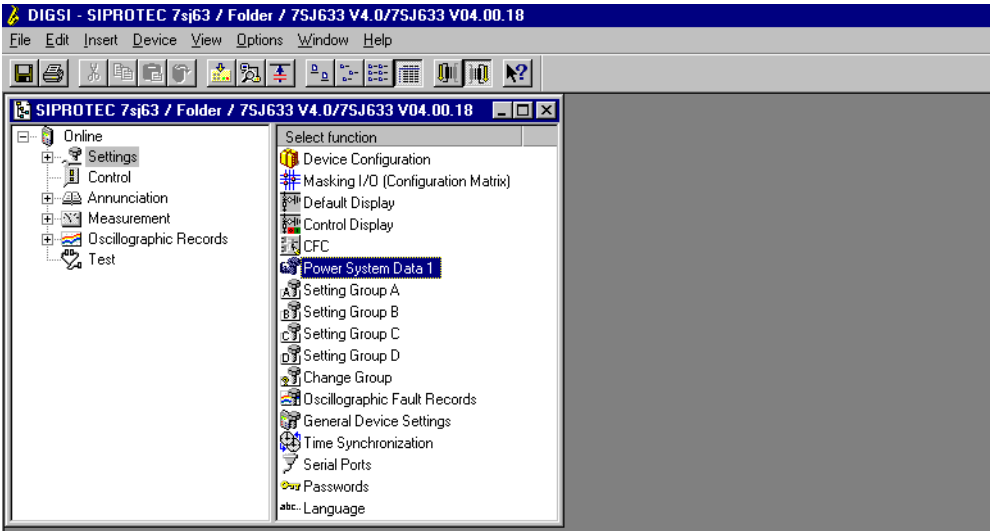 DIGSI - SIPROTEC 7sj63 / Folder / 7SJ633 V4.0/7SJ633 V04.00.18
File Edit Insert Device View Options Window Help
SIPROTEC 7sj63 / Folder / 7SJ633 V4.0/7SJ633 V04.00.18
Online
Settings
Control
Annunciation
Measurement
Oscillographic Records
Test
Select function
Device Configuration
Masking I/O (Configuration Matrix)
Default Display
Control Display
CFC
Power System Data 1
A Setting Group A
B Setting Group B
C Setting Group C
D Setting Group D
Change Group
Oscillographic Fault Records
General Device Settings
Time Synchronization
Serial Ports
Passwords
abc.. Language